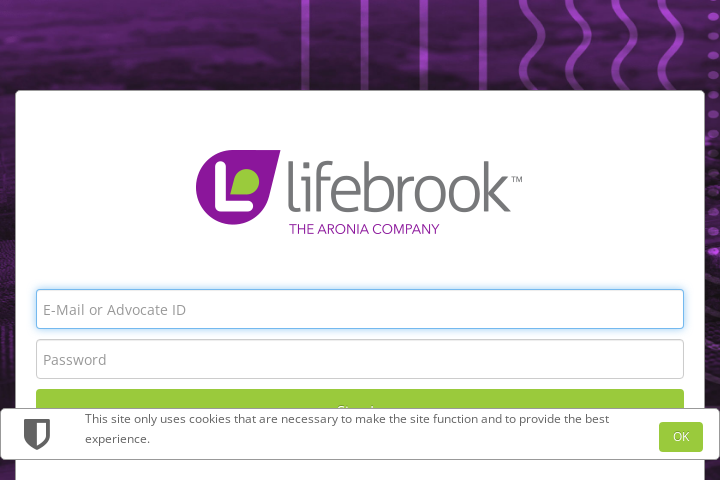 lifebrook™
THE ARONIA COMPANY
E-Mail or Advocate ID
Password
This site only uses cookies that are necessary to make the site function and to provide the best
experience.
OK